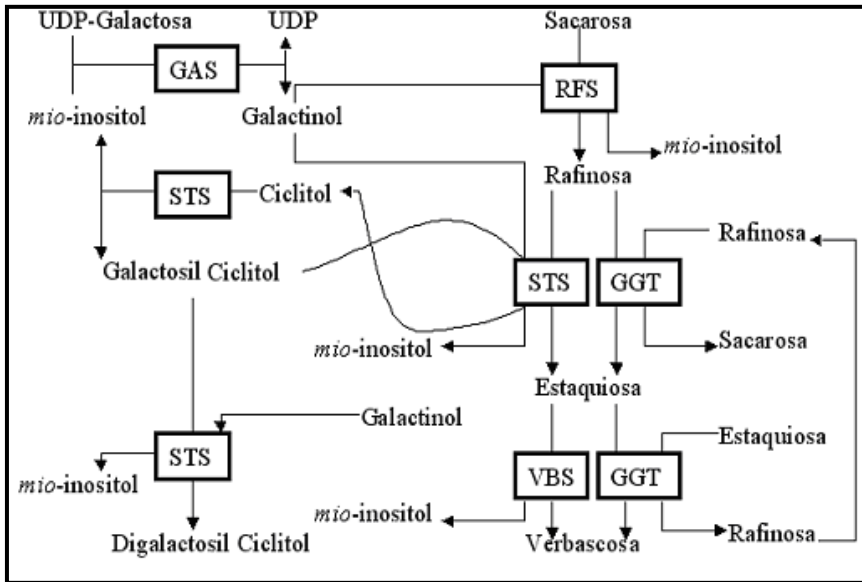 UDP-Galactosa UDP Sacarosa
GAS RFS
mio-inositol Galactinol mio-inositol
Rafinosa
STS Ciclitol
Rafinosa
Galactosil Ciclitol STS GGT
mio-inositol Sacarosa
Estaquiosa
Galactinol
Estaquiosa
STS VBS GGT
mio-inositol mio-inositol
Digalactosil Ciclitol Verbascosa Rafinosa